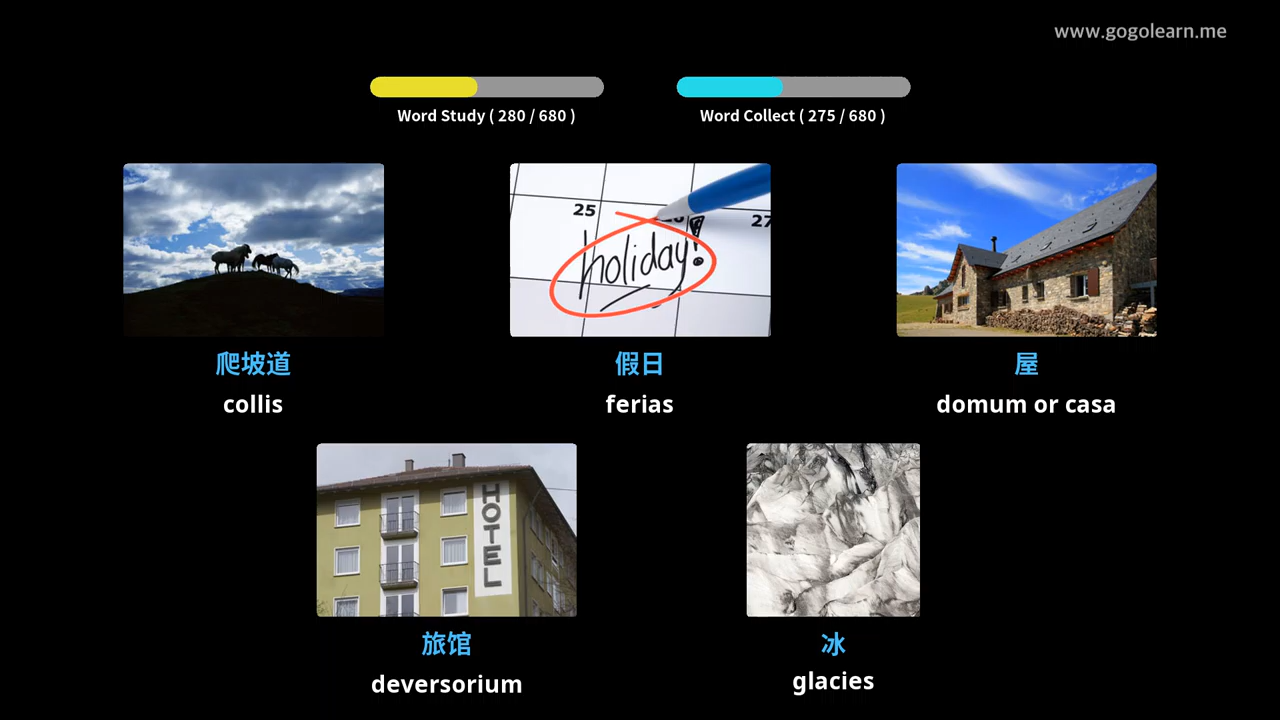 www.gogolearn.me
Word Study ( 280 / 680 )
Word Collect ( 275 / 680 )
25
27
holiday!
爬坡道
假日
屋
collis
ferias
domum or casa
HOTEL
旅馆
冰
deversorium
glacies